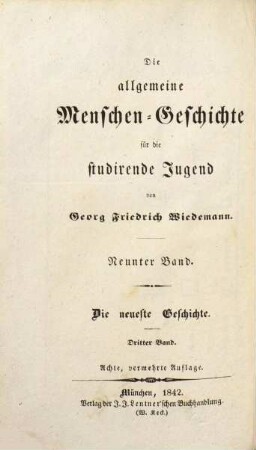 Die
allgemeine
Menschen-Geschichte
für die
studirende Jugend
von
Georg Friedrich Wiedemann.
Neunter Band.
Die neueste Geschichte.
Dritter Band.
Achte, vermehrte Auflage.
München, 1842.
Verlag der J. J. Lentner'schen Buchhandlung.
(W. Keck.)